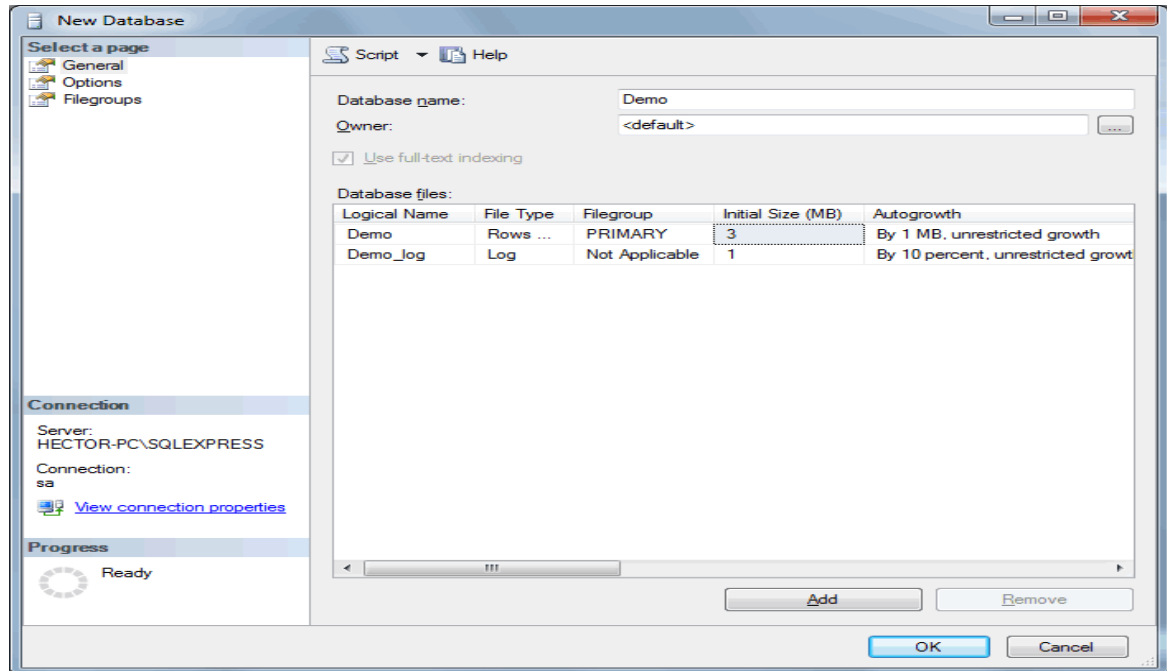 New Database
Select a page
General
Options
Filegroups
Script Help
Database name: Demo
Owner: <default> ...
Use full-text indexing
Database files:
Logical Name File Type Filegroup Initial Size (MB) Autogrowth
Demo Rows ... PRIMARY 3 By 1 MB, unrestricted growth
Demo_log Log Not Applicable 1 By 10 percent, unrestricted growt
Connection
Server:
HECTOR-PC\SQLEXPRESS
Connection:
sa
View connection properties
Progress
Ready
Add Remove
OK Cancel